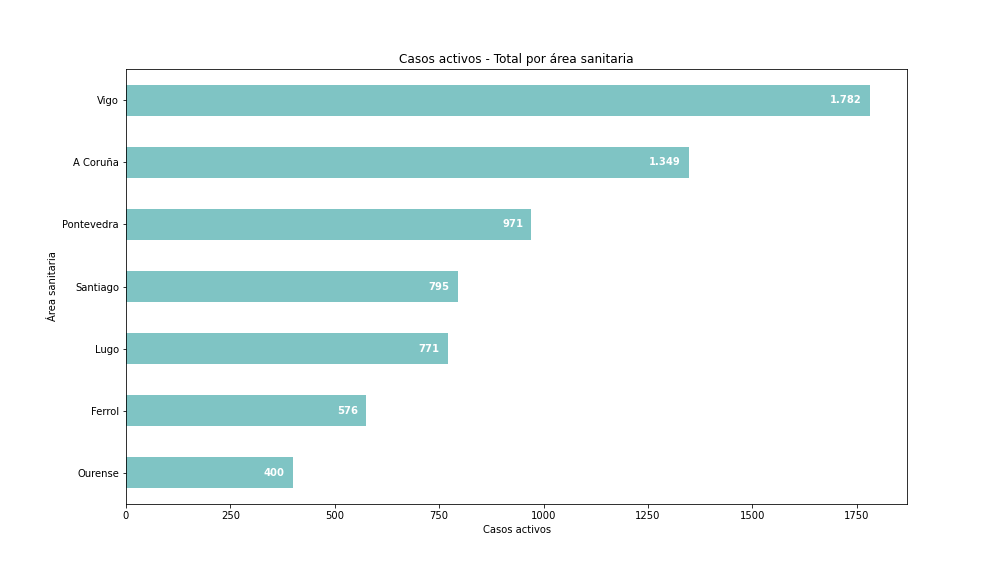 Casos activos - Total por área sanitaria
Vigo
1.782
A Coruña
1.349
Pontevedra
971
Santiago
795
Lugo
771
Ferrol
576
Ourense
400
Área sanitaria
0 250 500 750 1000 1250 1500 1750
Casos activos